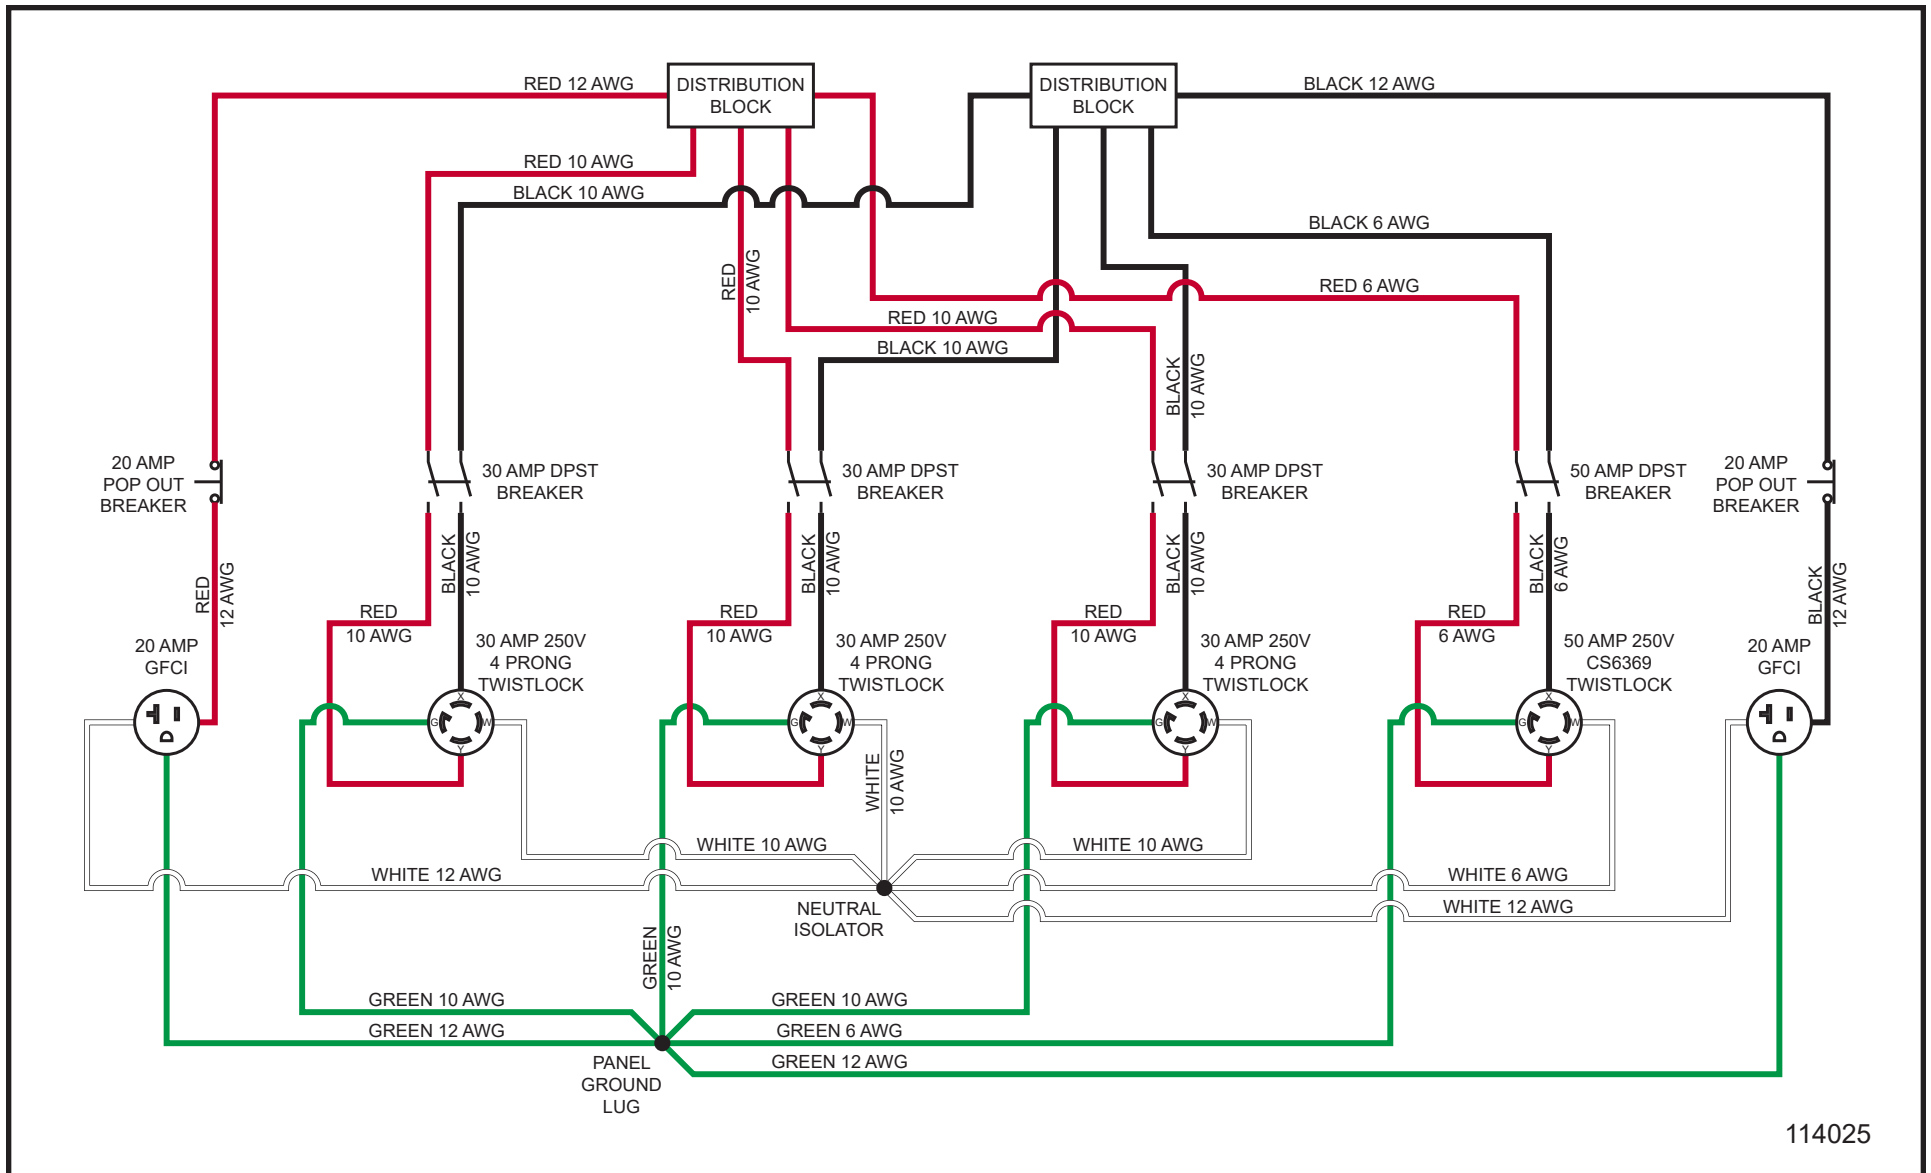 RED 12 AWG
DISTRIBUTION
BLOCK
DISTRIBUTION
BLOCK
BLACK 12 AWG
RED 10 AWG
BLACK 10 AWG
BLACK 6 AWG
RED
10 AWG
RED 6 AWG
RED 10 AWG
BLACK 10 AWG
BLACK
10 AWG
20 AMP
POP OUT
BREAKER
30 AMP DPST
BREAKER
30 AMP DPST
BREAKER
30 AMP DPST
BREAKER
50 AMP DPST
BREAKER
20 AMP
POP OUT
BREAKER
RED
12 AWG
BLACK
10 AWG
BLACK
10 AWG
BLACK
10 AWG
BLACK
6 AWG
BLACK
12 AWG
RED
10 AWG
RED
10 AWG
RED
10 AWG
RED
6 AWG
20 AMP
GFCI
30 AMP 250V
4 PRONG
TWISTLOCK
30 AMP 250V
4 PRONG
TWISTLOCK
30 AMP 250V
4 PRONG
TWISTLOCK
50 AMP 250V
CS6369
TWISTLOCK
20 AMP
GFCI
X
G
W
Y
X
G
W
Y
X
G
W
Y
X
G
W
Y
WHITE
10 AWG
WHITE 10 AWG
WHITE 10 AWG
WHITE 12 AWG
WHITE 6 AWG
WHITE 12 AWG
NEUTRAL
ISOLATOR
GREEN
10 AWG
GREEN 10 AWG
GREEN 10 AWG
GREEN 12 AWG
GREEN 6 AWG
GREEN 12 AWG
PANEL
GROUND
LUG
114025